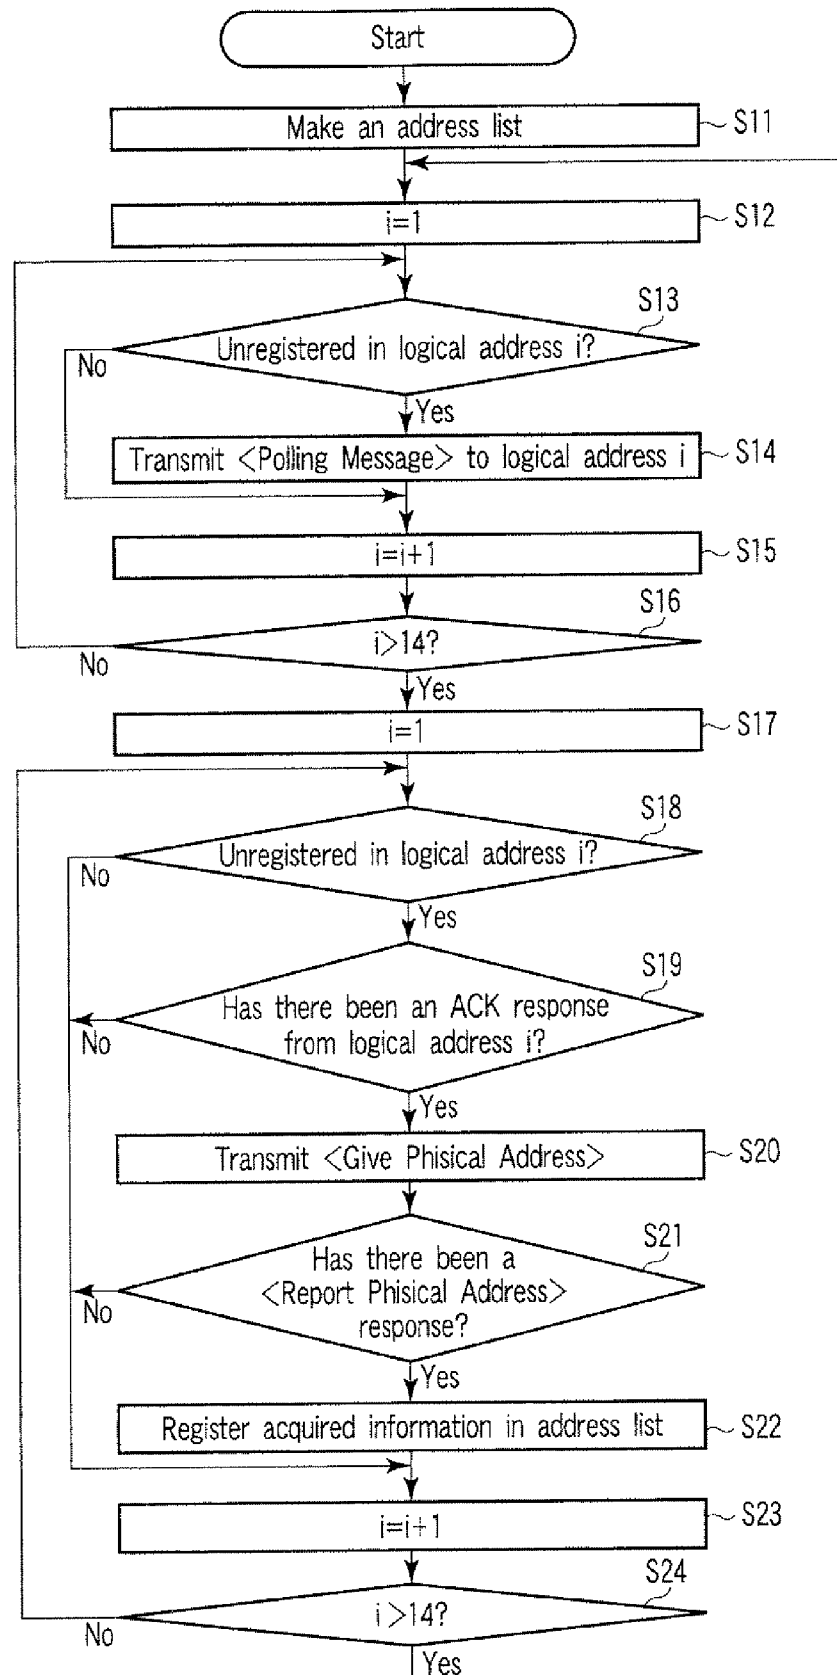 Start
Make an address list
S11
i=1
S12
S13
Unregistered in logical address i?
No
Yes
Transmit <Polling Message> to logical address i
S14
i=i+1
S15
S16
i>14?
No
Yes
i=1
S17
S18
Unregistered in logical address i?
No
Yes
S19
Has there been an ACK response
from logical address i?
No
Yes
Transmit <Give Phisical Address>
S20
S21
Has there been a
<Report Phisical Address>
response?
No
Yes
Register acquired information in address list
S22
i=i+1
S23
S24
i>14?
No
Yes